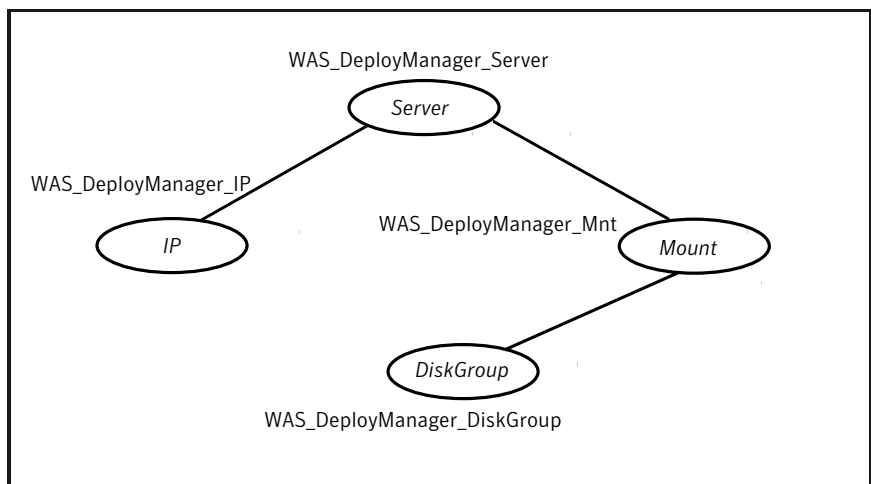 WAS_DeployManager_Server
Server
WAS_DeployManager_IP
IP
WAS_DeployManager_Mnt
Mount
DiskGroup
WAS_DeployManager_DiskGroup